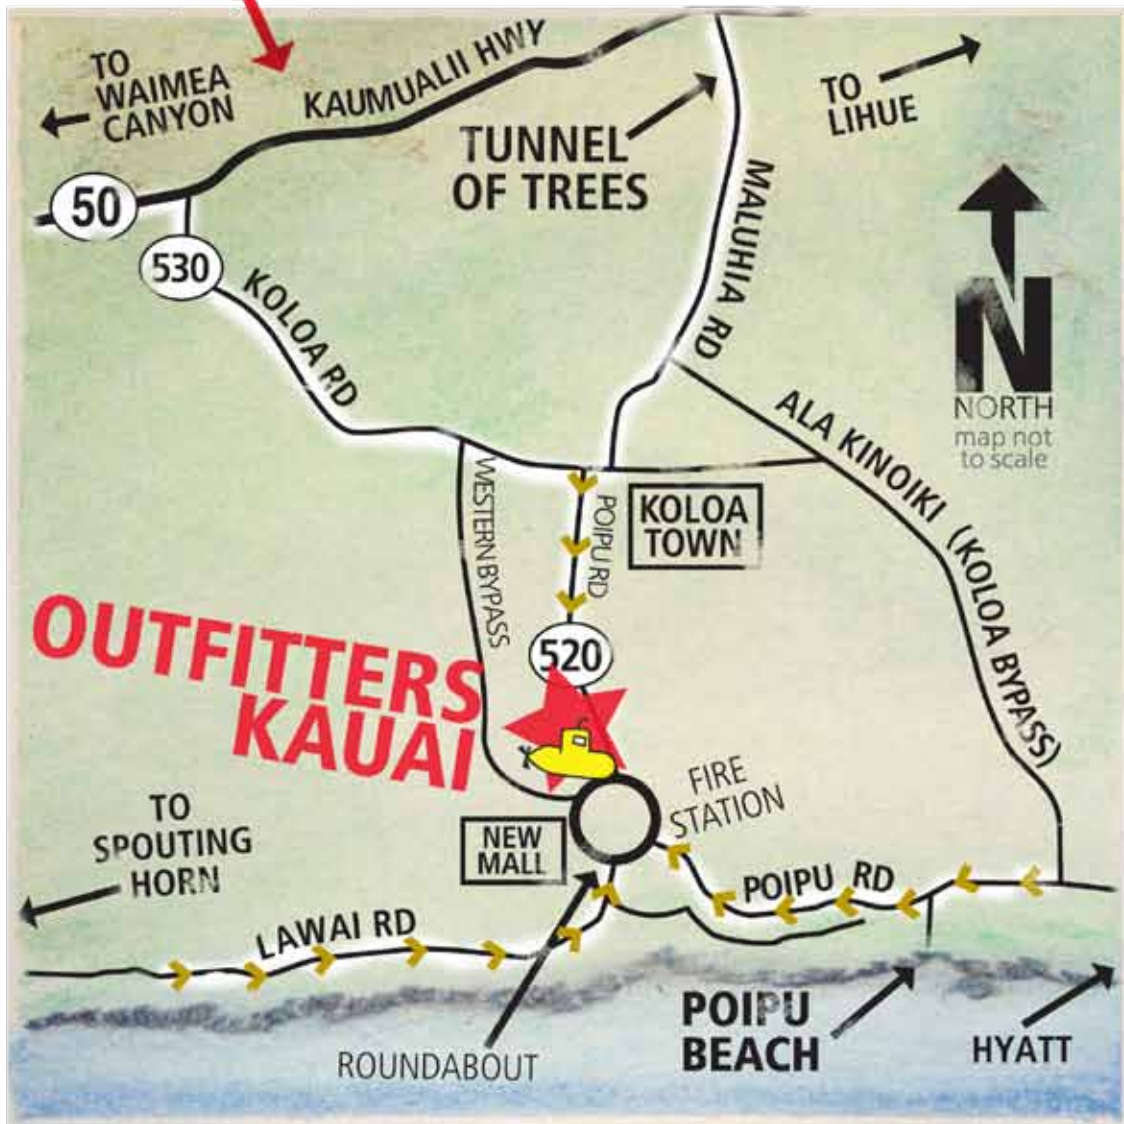 TO
WAIMEA
CANYON
KAUMUALII HWY
TUNNEL
OF TREES
TO
LIHUE
50
530
KOLOA RD
MALUHIA RD
N
NORTH
map not
to scale
ALA KINOIKI (KOLOA BYPASS)
WESTERN BYPASS
POIPU RD
KOLOA
TOWN
520
OUTFITTERS
KAUAI
FIRE
STATION
TO
SPOUTING
HORN
NEW
MALL
POIPU RD
LAWAI RD
ROUNDABOUT
POIPU
BEACH
HYATT